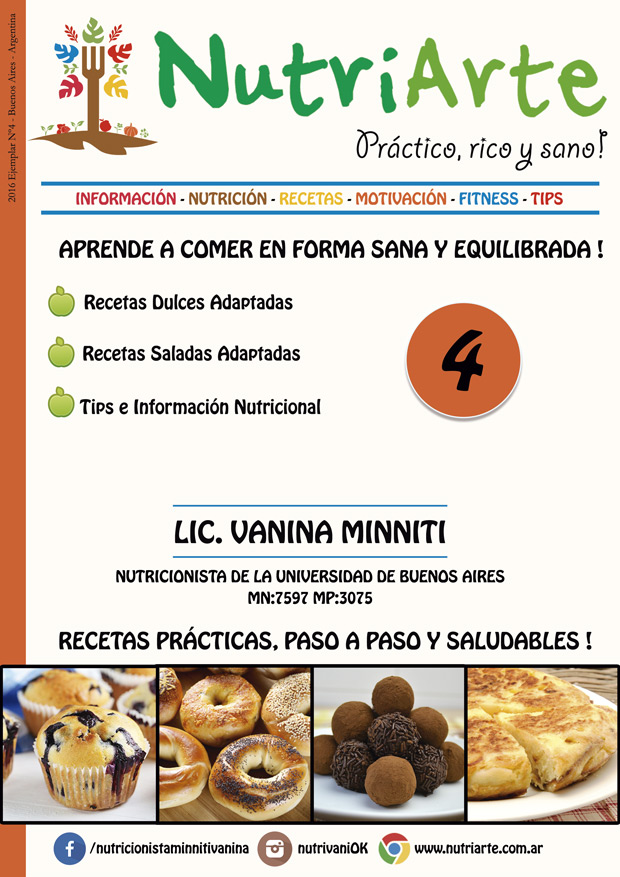 2016 Ejemplar Nº4 - Buenos Aires - Argentina
NutriArte
Práctico, rico y sano!
INFORMACIÓN - NUTRICIÓN - RECETAS - MOTIVACIÓN - FITNESS - TIPS
APRENDE A COMER EN FORMA SANA Y EQUILIBRADA !
Recetas Dulces Adaptadas
Recetas Saladas Adaptadas
4
Tips e Información Nutricional
LIC. VANINA MINNITI
NUTRICIONISTA DE LA UNIVERSIDAD DE BUENOS AIRES
MN:7597 MP:3075
RECETAS PRÁCTICAS, PASO A PASO Y SALUDABLES !
f /nutricionistaminnitivanina nutrivaniOK www.nutriarte.com.ar